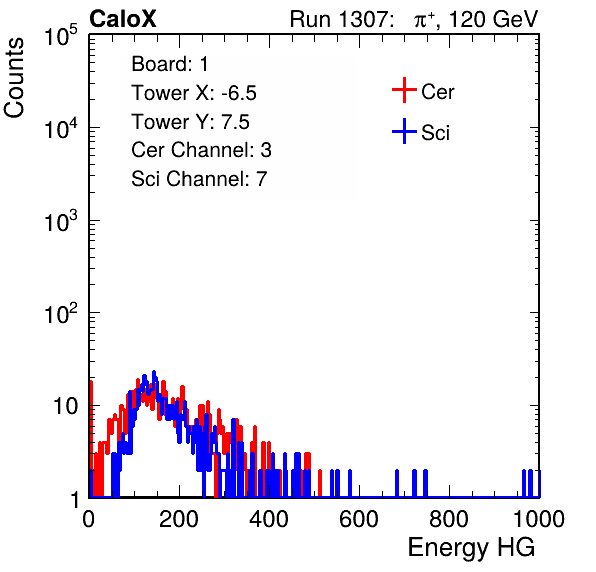 CaloX Run 1307: π⁺, 120 GeV
Board: 1
Tower X: -6.5
Tower Y: 7.5
Cer Channel: 3
Sci Channel: 7
Cer
Sci
Counts
10⁵
10⁴
10³
10²
10
1
0 200 400 600 800 1000
Energy HG